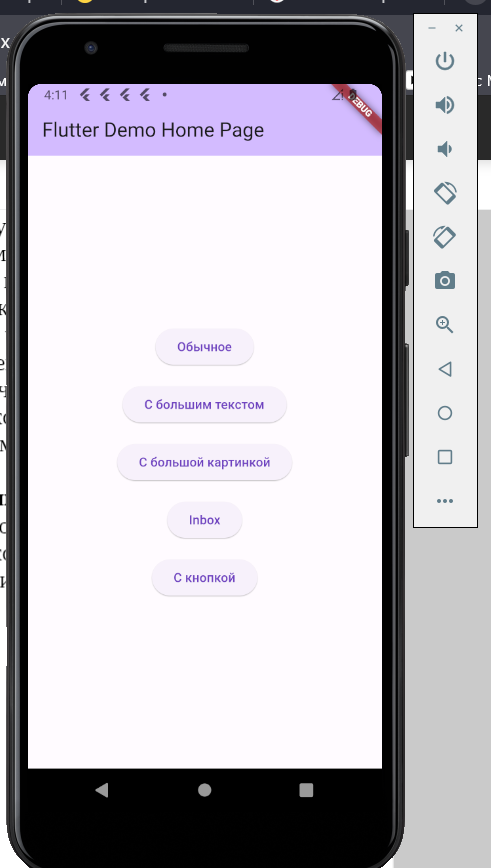 4:11
DEBUG
Flutter Demo Home Page
Обычное
С большим текстом
С большой картинкой
Inbox
С кнопкой